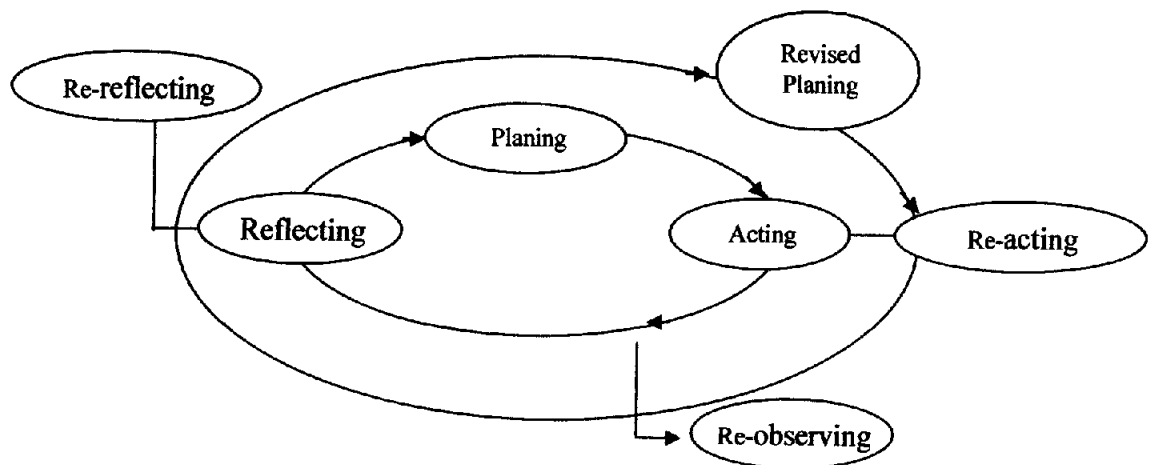 Revised
Planing
Re-reflecting
Planing
Reflecting
Acting
Re-acting
Re-observing